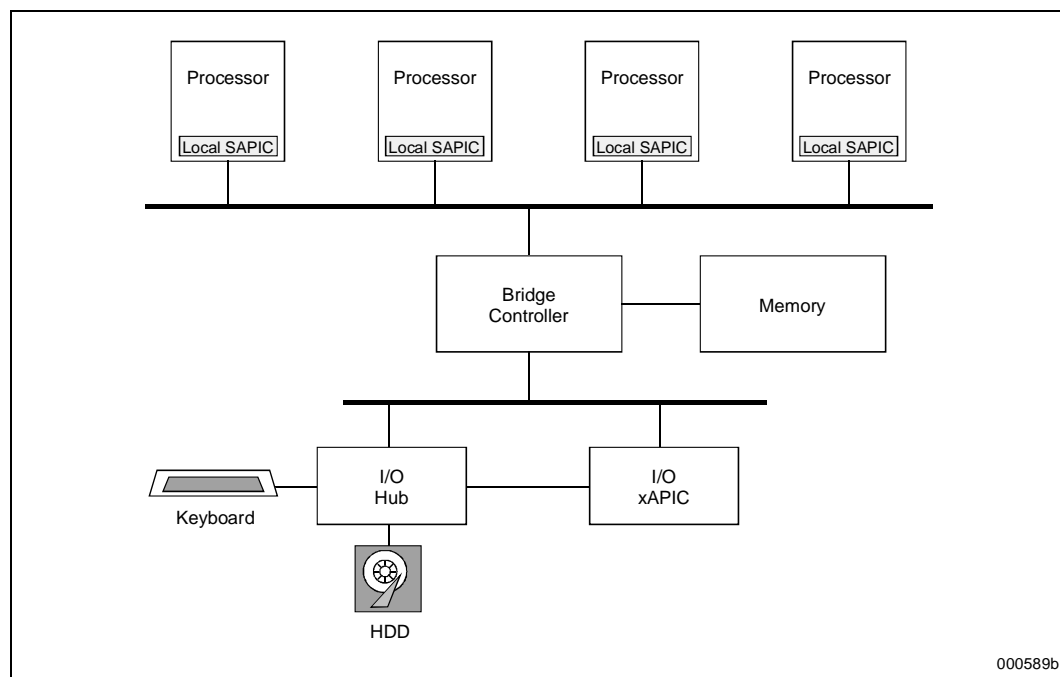 Processor
Processor
Processor
Processor
Local SAPIC
Local SAPIC
Local SAPIC
Local SAPIC
Bridge
Controller
Memory
I/O
Hub
I/O
xAPIC
Keyboard
HDD
000589b